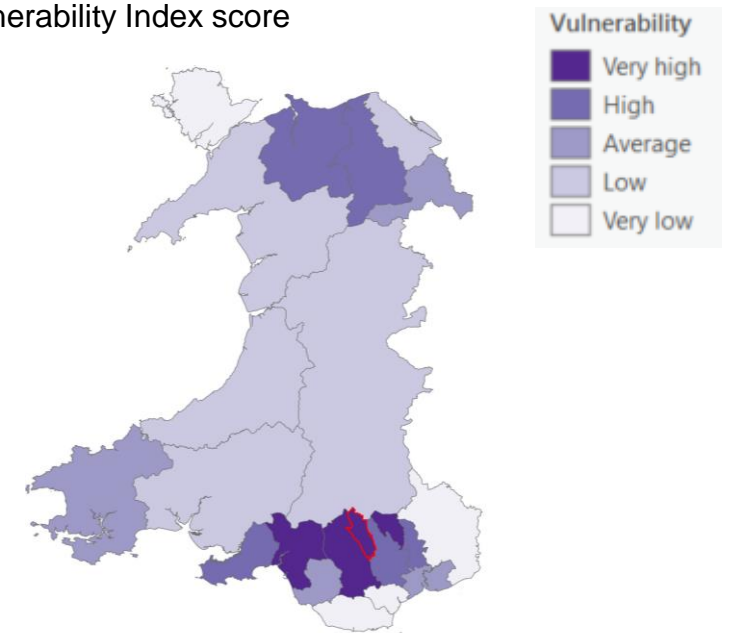 nerability Index score
Vulnerability
Very high
High
Average
Low
Very low